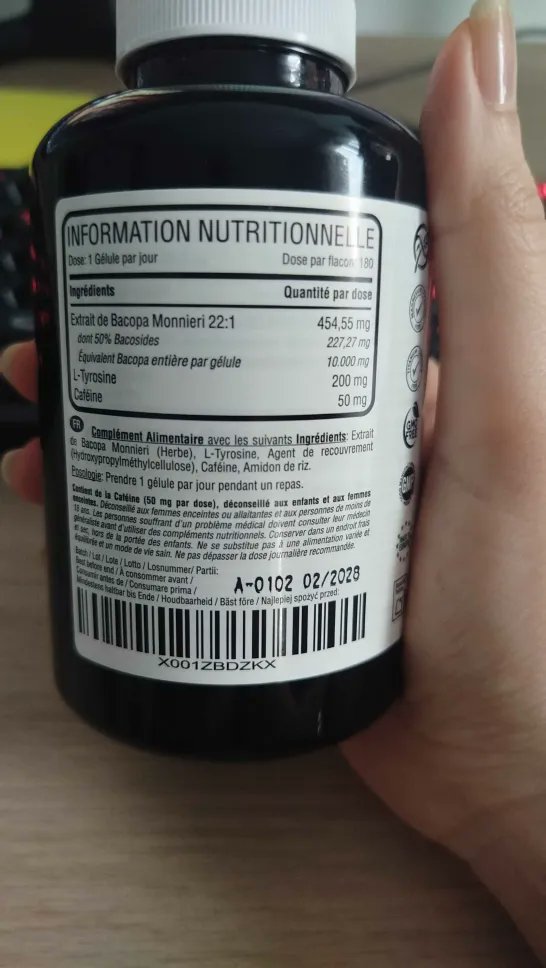 INFORMATION NUTRITIONNELLE
Dose: 1 Gélule par jour Dose par flacon: 180
Ingrédients Quantité par dose
Extrait de Bacopa Monnieri 22:1 454,55 mg
dont 50% Bacosides 227,27 mg
Équivalent Bacopa entière par gélule 10.000 mg
L-Tyrosine 200 mg
Caféine 50 mg
FR Complément Alimentaire avec les suivants Ingrédients: Extrait
de Bacopa Monnieri (Herbe), L-Tyrosine, Agent de recouvrement
(Hydroxypropylméthylcellulose), Caféine, Amidon de riz.
Posologie: Prendre 1 gélule par jour pendant un repas.
Contient de la Caféine (50 mg par dose), déconseillé aux enfants et aux femmes
enceintes. Déconseillé aux femmes enceintes ou allaitantes et aux personnes de moins de
18 ans. Les personnes souffrant d'un problème médical doivent consulter leur médecin
généraliste avant d'utiliser des compléments nutritionnels. Conserver dans un endroit frais
et sec, hors de la portée des enfants. Ne se substitue pas à une alimentation variée et
équilibrée et un mode de vie sain. Ne pas dépasser la dose journalière recommandée.
Batch / Lot / Lote / Lotto / Losnummer/ Partii:
Best before end / À consommer avant /
Consumir antes de / Consumare prima /
Mindestens haltbar bis Ende / Houdbaarheid / Bäst före / Najlepiej spożyć przed:
A-0102 02/2028
X001ZBDZKX
GMO